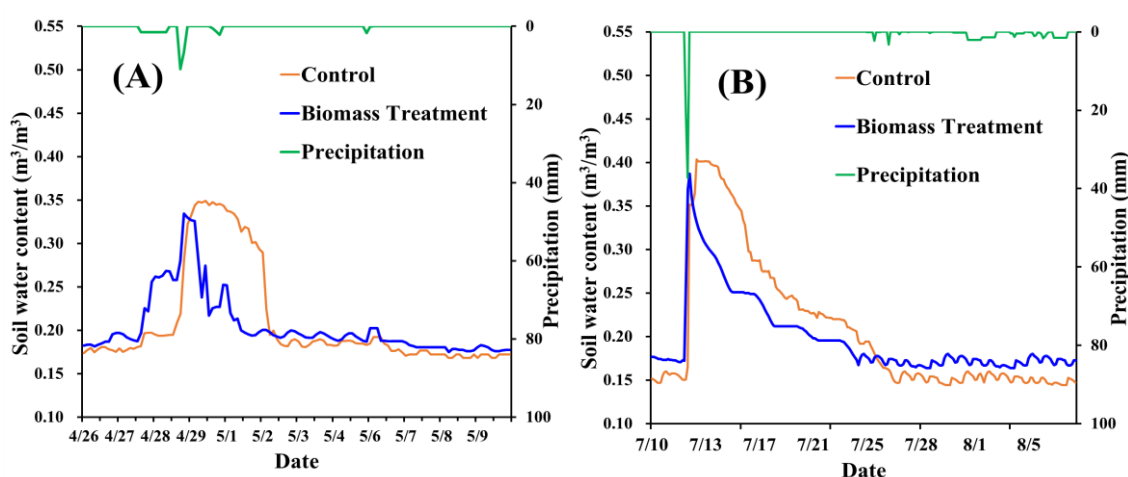 (A)
Control
Biomass Treatment
Precipitation
Soil water content (m³/m³)
0.55
0.50
0.45
0.40
0.35
0.30
0.25
0.20
0.15
0.10
0
20
40
60
80
100
Precipitation (mm)
4/26 4/27 4/28 4/29 5/1 5/2 5/3 5/4 5/6 5/7 5/8 5/9
Date
(B)
Control
Biomass Treatment
Precipitation
Soil water content (m³/m³)
0.55
0.50
0.45
0.40
0.35
0.30
0.25
0.20
0.15
0.10
0
20
40
60
80
100
Precipitation (mm)
7/10 7/13 7/17 7/21 7/25 7/28 8/1 8/5
Date